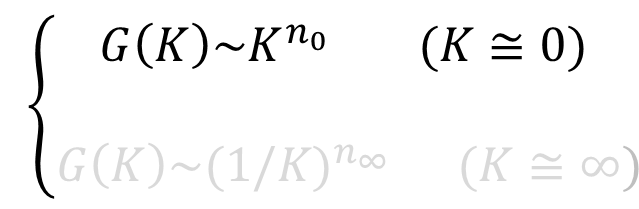 G(K)~K^{n_0} (K ≅ 0)
G(K)~(1/K)^{n_∞} (K ≅ ∞)